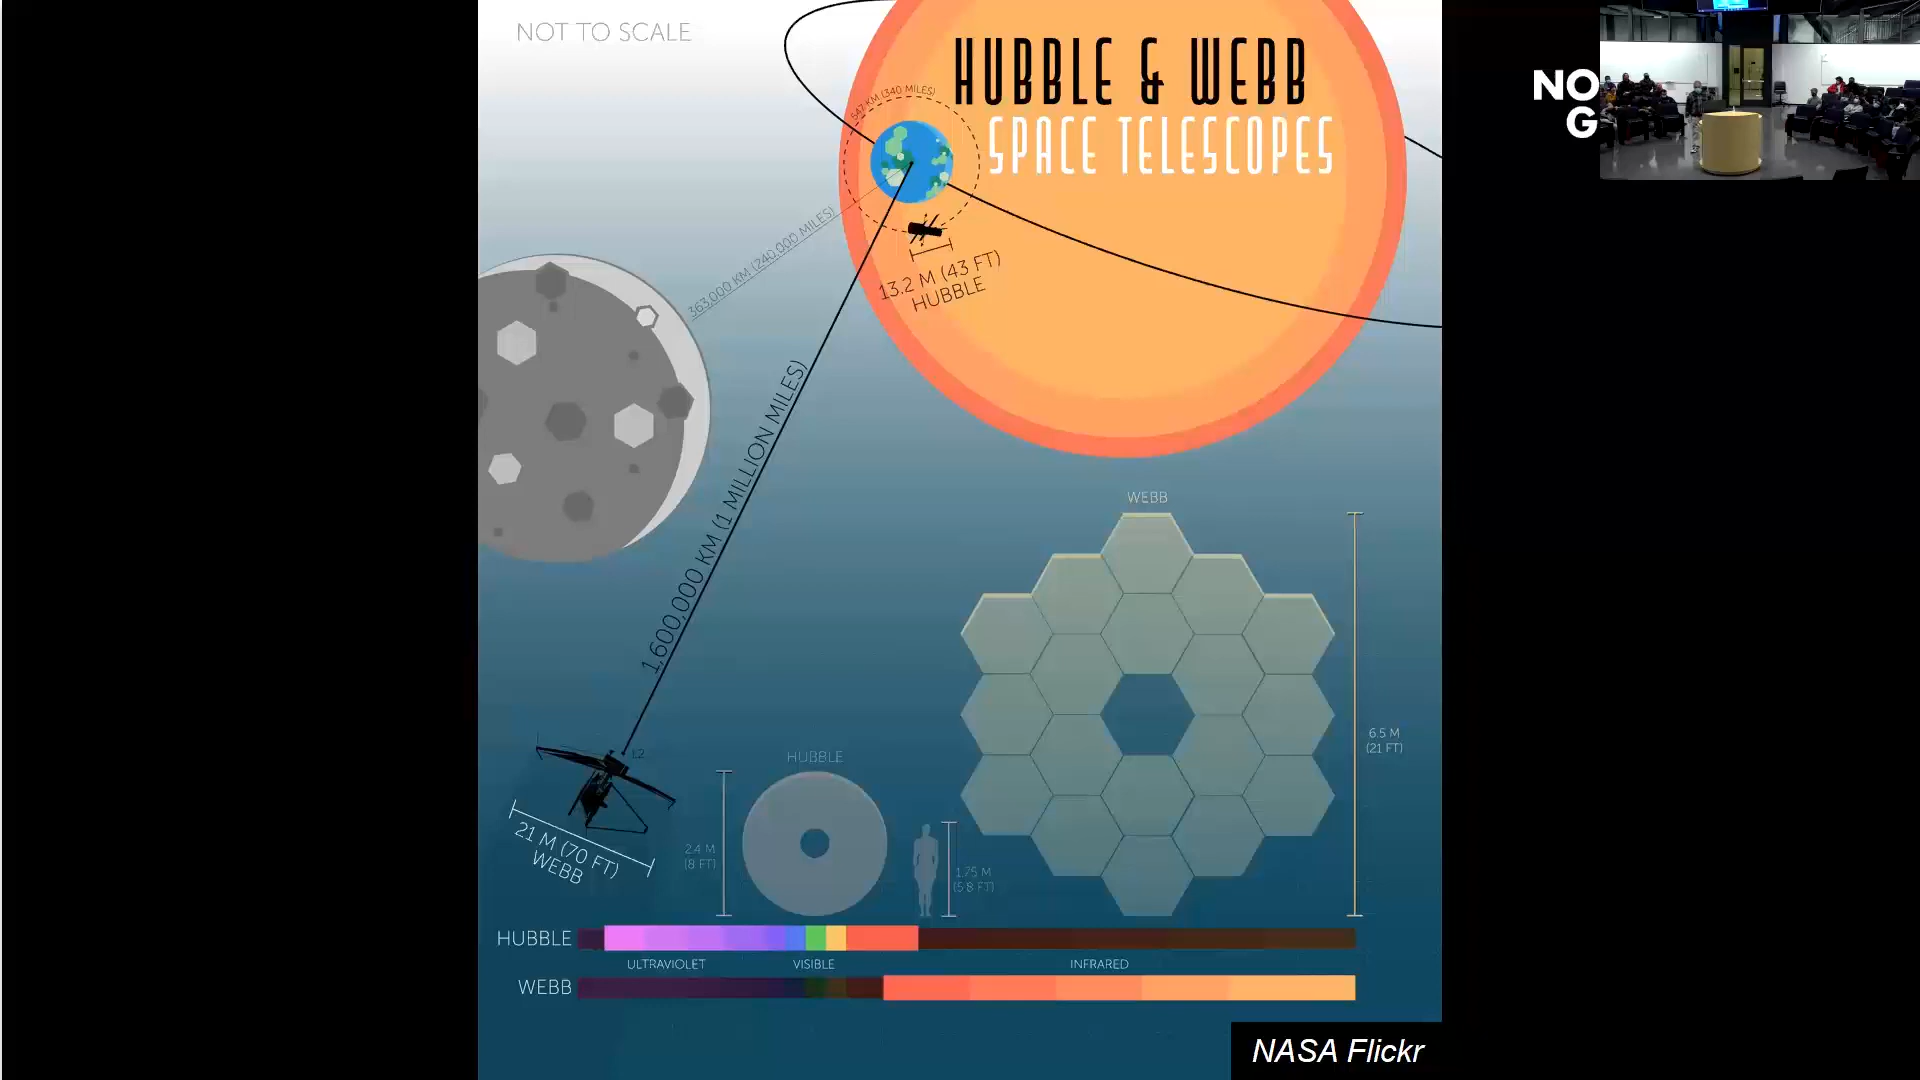 NOT TO SCALE
HUBBLE & WEBB
SPACE TELESCOPES
547 KM (340 MILES)
363,000 KM (240,000 MILES)
13.2 M (43 FT)
HUBBLE
1,600,000 KM (1 MILLION MILES)
L2
21 M (70 FT)
WEBB
HUBBLE
2.4 M
(8 FT)
1.75 M
(5'8 FT)
WEBB
6.5 M
(21 FT)
HUBBLE
ULTRAVIOLET
VISIBLE
INFRARED
WEBB
NASA Flickr
NO
G